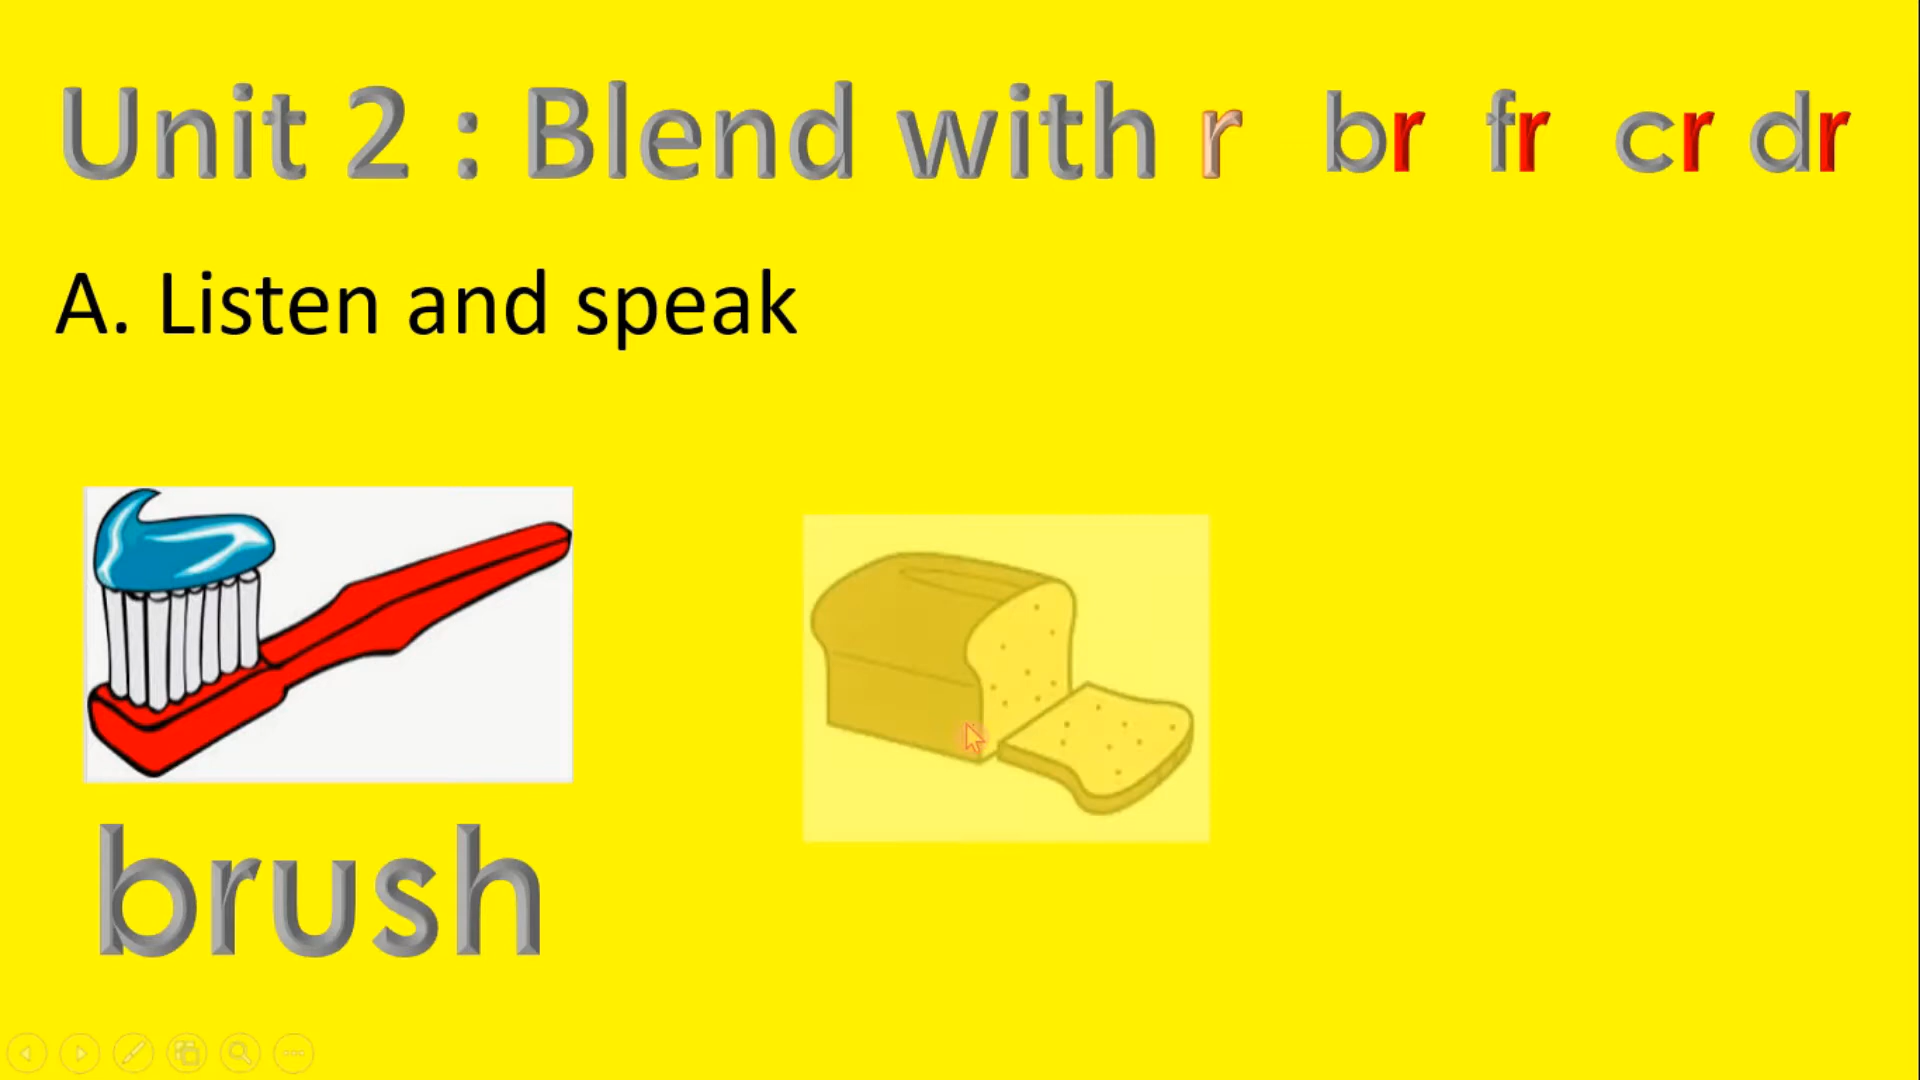 Unit 2 : Blend with r br fr cr dr
A. Listen and speak
brush